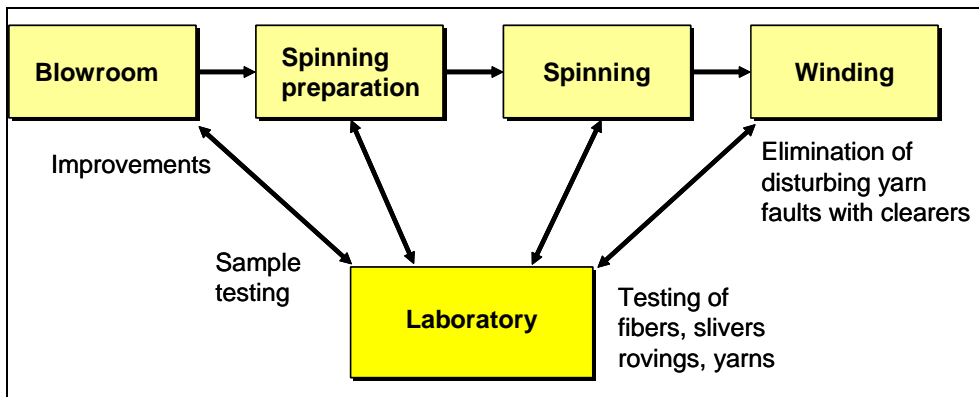 Blowroom
Spinning
preparation
Spinning
Winding
Improvements
Elimination of
disturbing yarn
faults with clearers
Sample
testing
Laboratory
Testing of
fibers, slivers
rovings, yarns